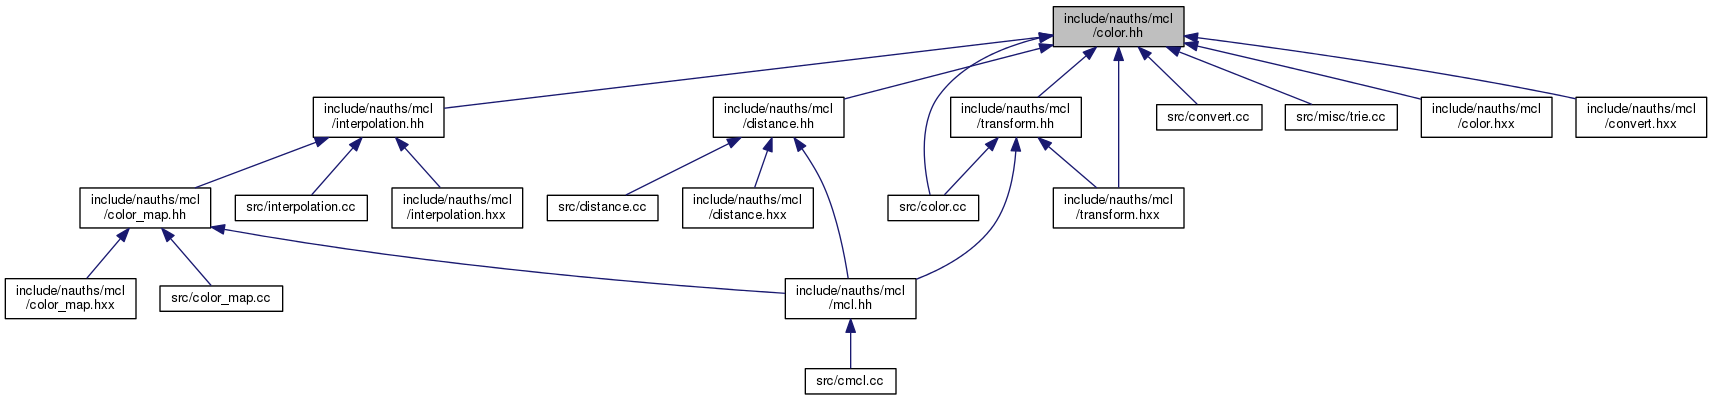 include/nauths/mcl
/color.hh
include/nauths/mcl
/interpolation.hh
include/nauths/mcl
/distance.hh
include/nauths/mcl
/transform.hh
src/convert.cc
src/misc/trie.cc
include/nauths/mcl
/color.hxx
include/nauths/mcl
/convert.hxx
include/nauths/mcl
/color_map.hh
src/interpolation.cc
include/nauths/mcl
/interpolation.hxx
src/distance.cc
include/nauths/mcl
/distance.hxx
src/color.cc
include/nauths/mcl
/transform.hxx
include/nauths/mcl
/color_map.hxx
src/color_map.cc
include/nauths/mcl
/mcl.hh
src/cmcl.cc